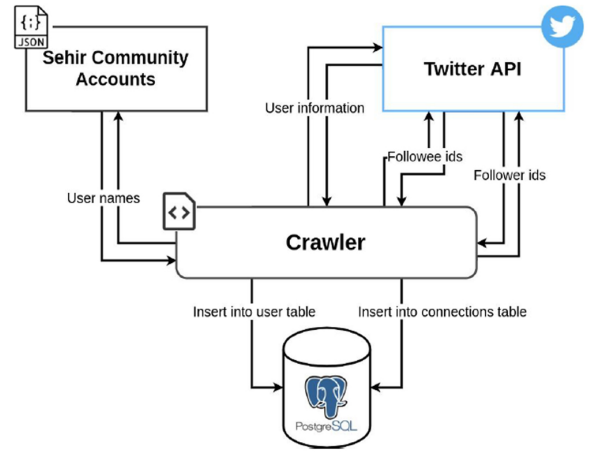 {;}
JSON
Sehir Community
Accounts
Twitter API
User information
Followee ids
Follower ids
User names
<>
Crawler
Insert into user table
Insert into connections table
PostgreSQL